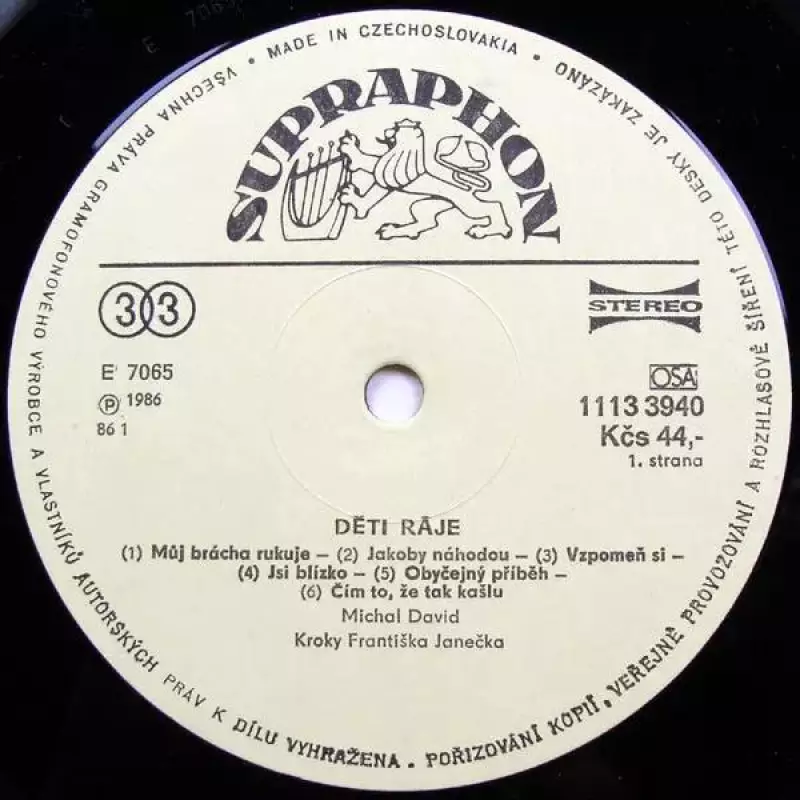 E 7065
• MADE IN CZECHOSLOVAKIA •
VŠECHNA PRÁVA GRAMOFONOVÉHO VÝROBCE A VLASTNÍKŮ AUTORSKÝCH PRÁV K DÍLU VYHRAŽENA. POŘIZOVÁNÍ KOPIÍ, VEŘEJNÉ PROVOZOVÁNÍ A ROZHLASOVÉ ŠÍŘENÍ TÉTO DESKY JE ZAKÁZÁNO
SUPRAPHON
33
STEREO
E 7065
Ⓟ 1986
86 1
OSA
1113 3940
Kčs 44,-
1. strana
DĚTI RÁJE
(1) Můj brácha rukuje – (2) Jakoby náhodou – (3) Vzpomeň si –
(4) Jsi blízko – (5) Obyčejný příběh –
(6) Čím to, že tak kašlu
Michal David
Kroky Františka Janečka